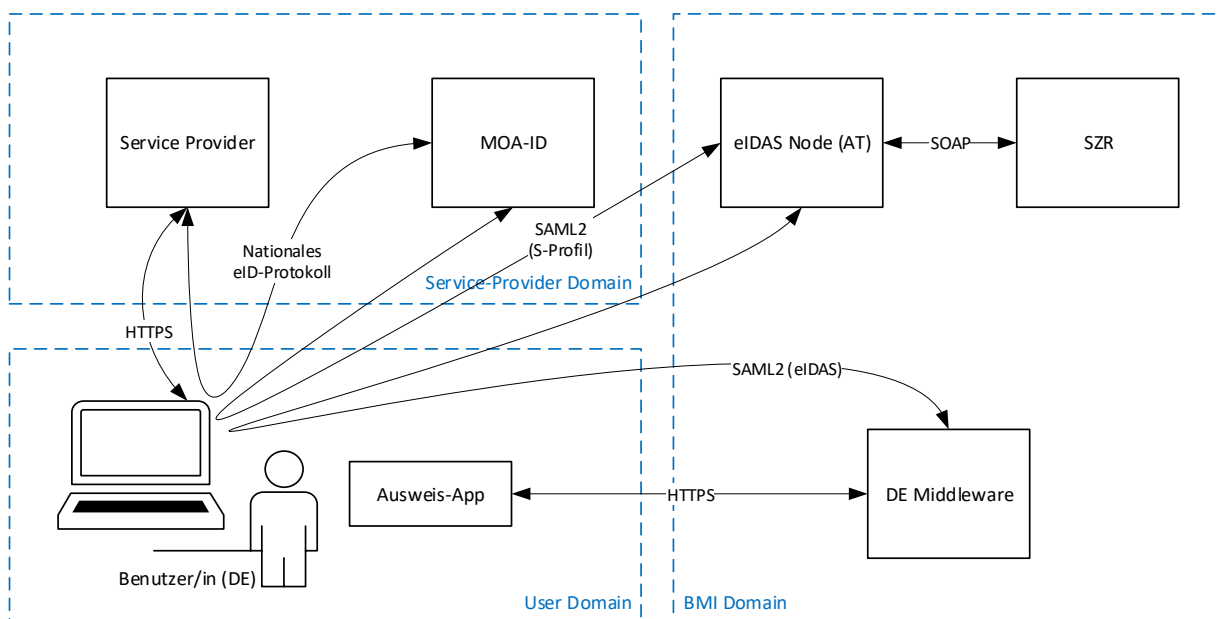 Service Provider
MOA-ID
eIDAS Node (AT)
SOAP
SZR
Nationales
eID-Protokoll
SAML2
(S-Profil)
Service-Provider Domain
HTTPS
SAML2 (eIDAS)
Ausweis-App
HTTPS
DE Middleware
Benutzer/in (DE)
User Domain
BMI Domain